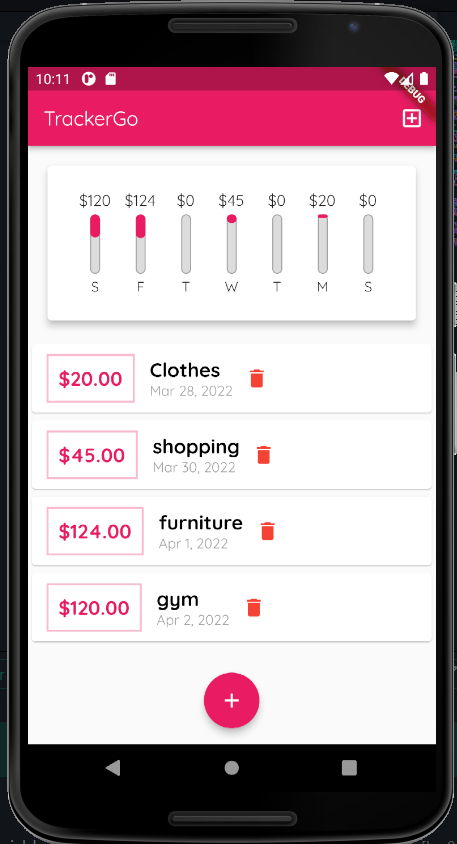 10:11
DEBUG
TrackerGo
$120 $124 $0 $45 $0 $20 $0
S F T W T M S
$20.00 Clothes
Mar 28, 2022
$45.00 shopping
Mar 30, 2022
$124.00 furniture
Apr 1, 2022
$120.00 gym
Apr 2, 2022
+